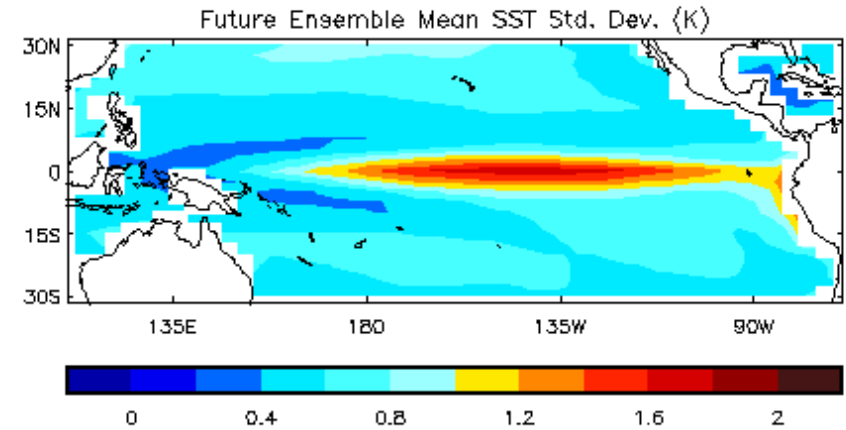 Future Ensemble Mean SST Std. Dev. (K)
30N
15N
0
15S
30S
135E 180 135W 90W
0 0.4 0.8 1.2 1.6 2